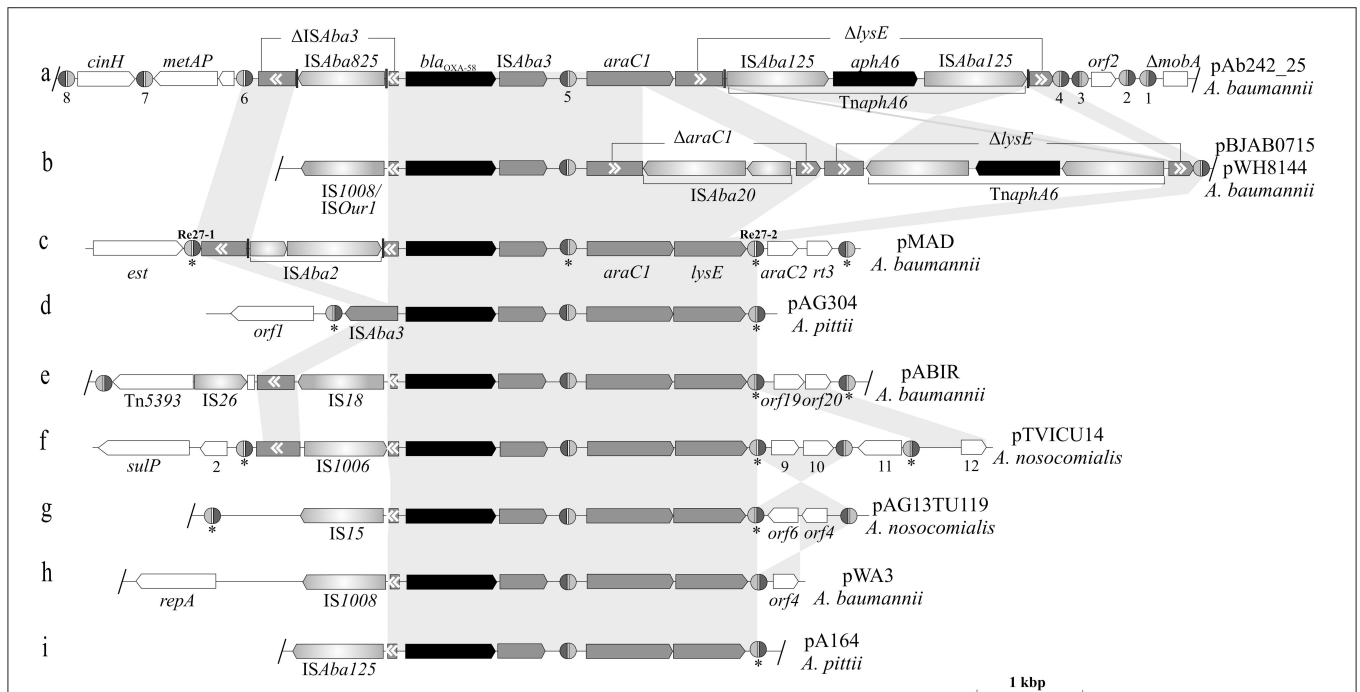 ΔISAba3 ΔlysE
cinH metAP ISAba825 blaOXA-58 ISAba3 araC1 ISAba125 aphA6 ISAba125 orf2 ΔmobA
a pAb242_25
A. baumannii
8 7 6 5 4 3 2 1
TnaphA6
ΔaraC1 ΔlysE
b pBJAB0715
pWH8144
A. baumannii
IS1008/
ISOur1
ISAba20 TnaphA6
Re27-1 Re27-2
c pMAD
A. baumannii
est * ISAba2 * araC1 lysE * araC2 rt3 *
d pAG304
A. pittii
orf1 * ISAba3 *
e pABIR
A. baumannii
Tn5393 IS26 IS18 * orf19 orf20 *
f pTVICU14
A. nosocomialis
sulP 2 * IS1006 * 9 10 11 * 12
g pAG13TU119
A. nosocomialis
* IS15 * orf6 orf4
h pWA3
A. baumannii
repA IS1008 orf4
i pA164
A. pittii
ISAba125 *
1 kbp